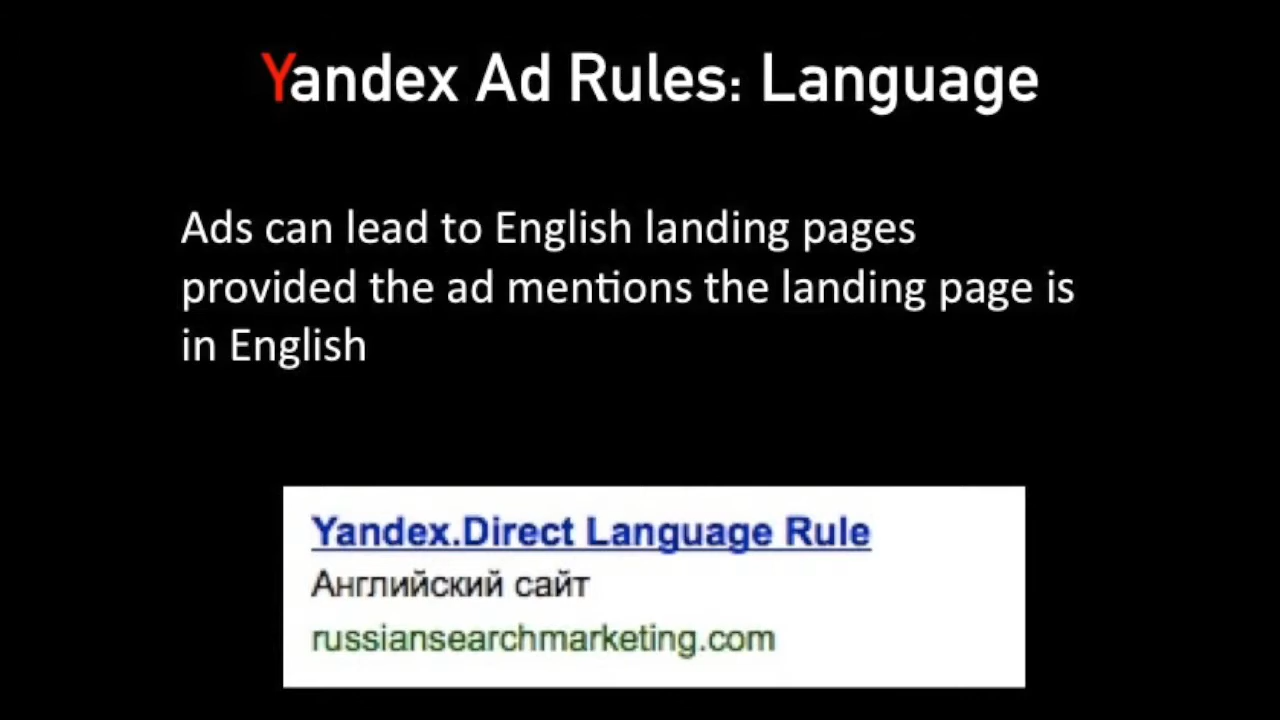 Yandex Ad Rules: Language
Ads can lead to English landing pages
provided the ad mentions the landing page is
in English
Yandex.Direct Language Rule
Английский сайт
russiansearchmarketing.com